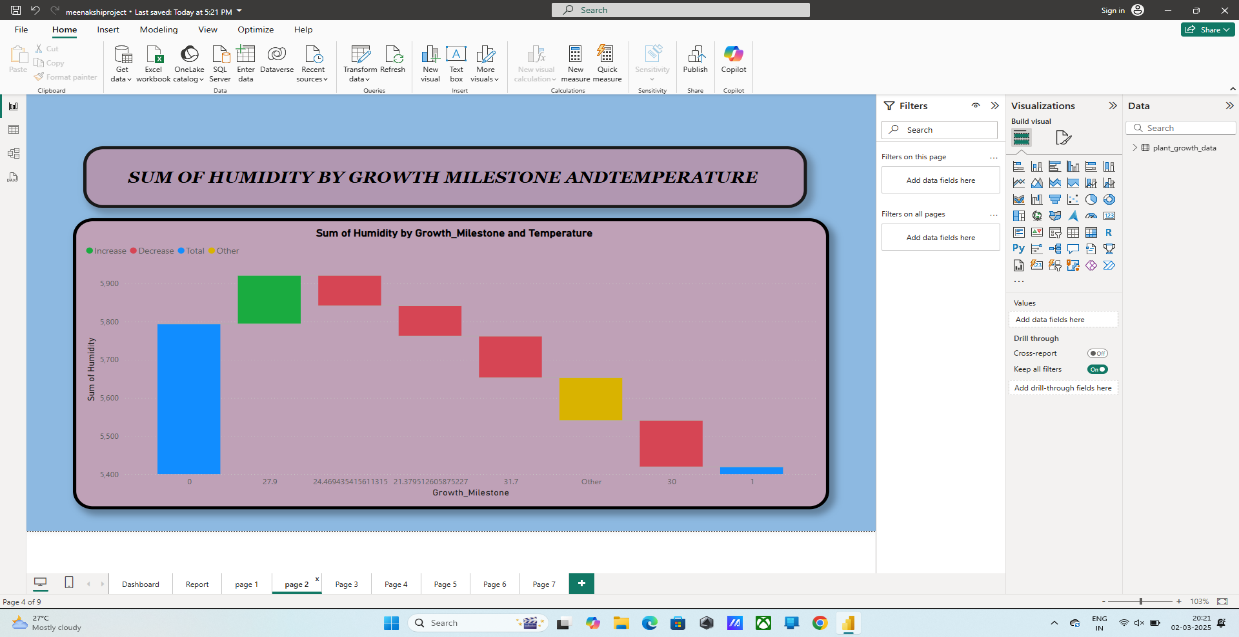 meenakshiproject • Last saved: Today at 5:21 PM
Search
Sign in
File Home Insert Modeling View Optimize Help
Share
Paste
Cut
Copy
Format painter
Clipboard
Get data
Excel workbook
OneLake catalog
SQL Server
Enter data
Dataverse
Recent sources
Data
Transform data
Refresh
Queries
New visual
Text box
More visuals
Insert
New visual calculation
New measure
Quick measure
Calculations
Sensitivity
Sensitivity
Publish
Share
Copilot
Copilot
SUM OF HUMIDITY BY GROWTH MILESTONE ANDTEMPERATURE
Sum of Humidity by Growth_Milestone and Temperature
Increase Decrease Total Other
Sum of Humidity
5,900
5,800
5,700
5,600
5,500
5,400
0 27.9 24.469435415611315 21.379512605875227 31.7 Other 30 1
Growth_Milestone
Filters
Search
Filters on this page
...
Add data fields here
Filters on all pages
...
Add data fields here
Visualizations
Build visual
R
Py
123
...
Values
Add data fields here
Drill through
Cross-report
Off
Keep all filters
On
Add drill-through fields here
Data
Search
plant_growth_data
Dashboard Report page 1 page 2 x Page 3 Page 4 Page 5 Page 6 Page 7 +
Page 4 of 9
- + 103%
27°C
Mostly cloudy
Search
ENG
IN
20:21
02-03-2025